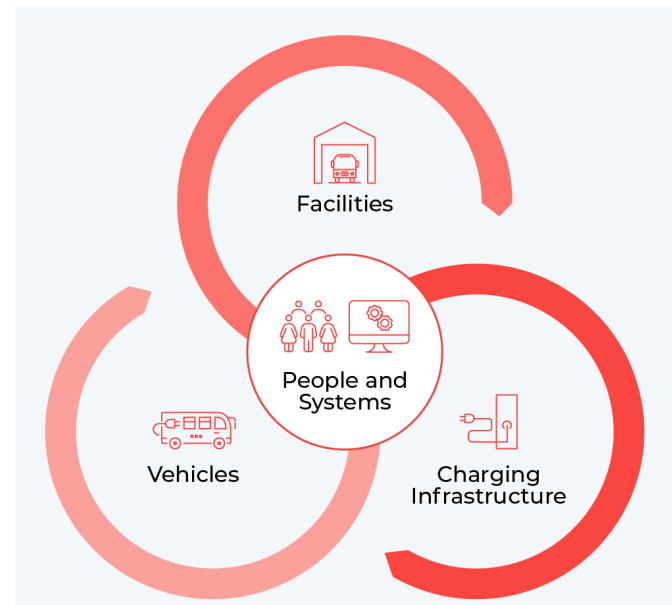 Facilities
People and
Systems
Vehicles
Charging
Infrastructure